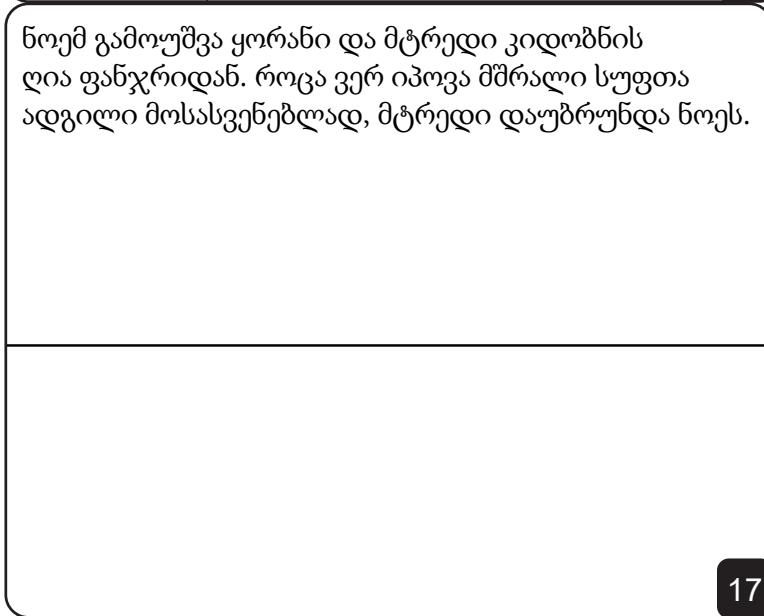 ნოემ გამოუშვა ყორანი და მტრედი კიდობნის
ღია ფანჯრიდან. როცა ვერ იპოვა მშრალი სუფთა
ადგილი მოსასვენებლად, მტრედი დაუბრუნდა ნოეს.
17